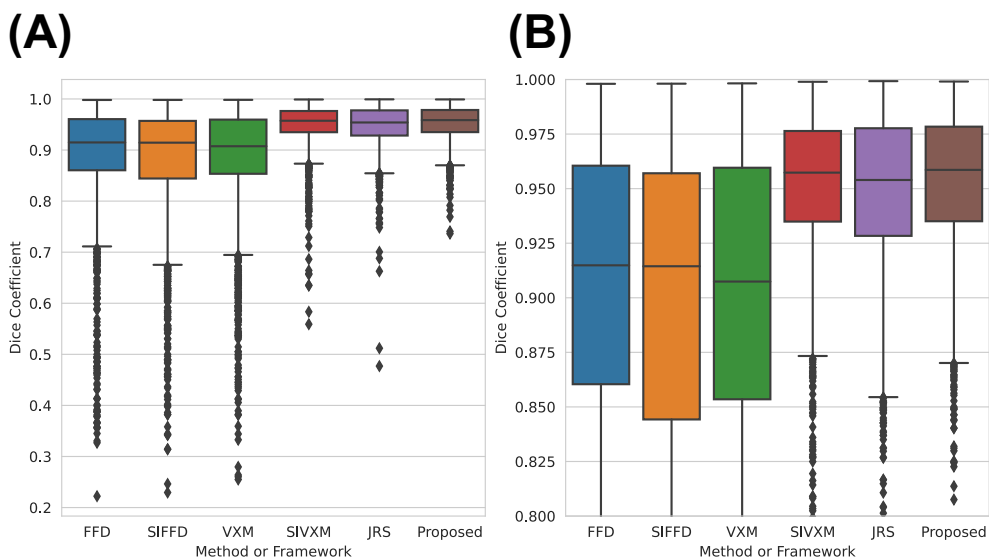 (A)
Dice Coefficient
1.0
0.9
0.8
0.7
0.6
0.5
0.4
0.3
0.2
FFD SIFFD VXM SIVXM JRS Proposed
Method or Framework
(B)
Dice Coefficient
1.000
0.975
0.950
0.925
0.900
0.875
0.850
0.825
0.800
FFD SIFFD VXM SIVXM JRS Proposed
Method or Framework